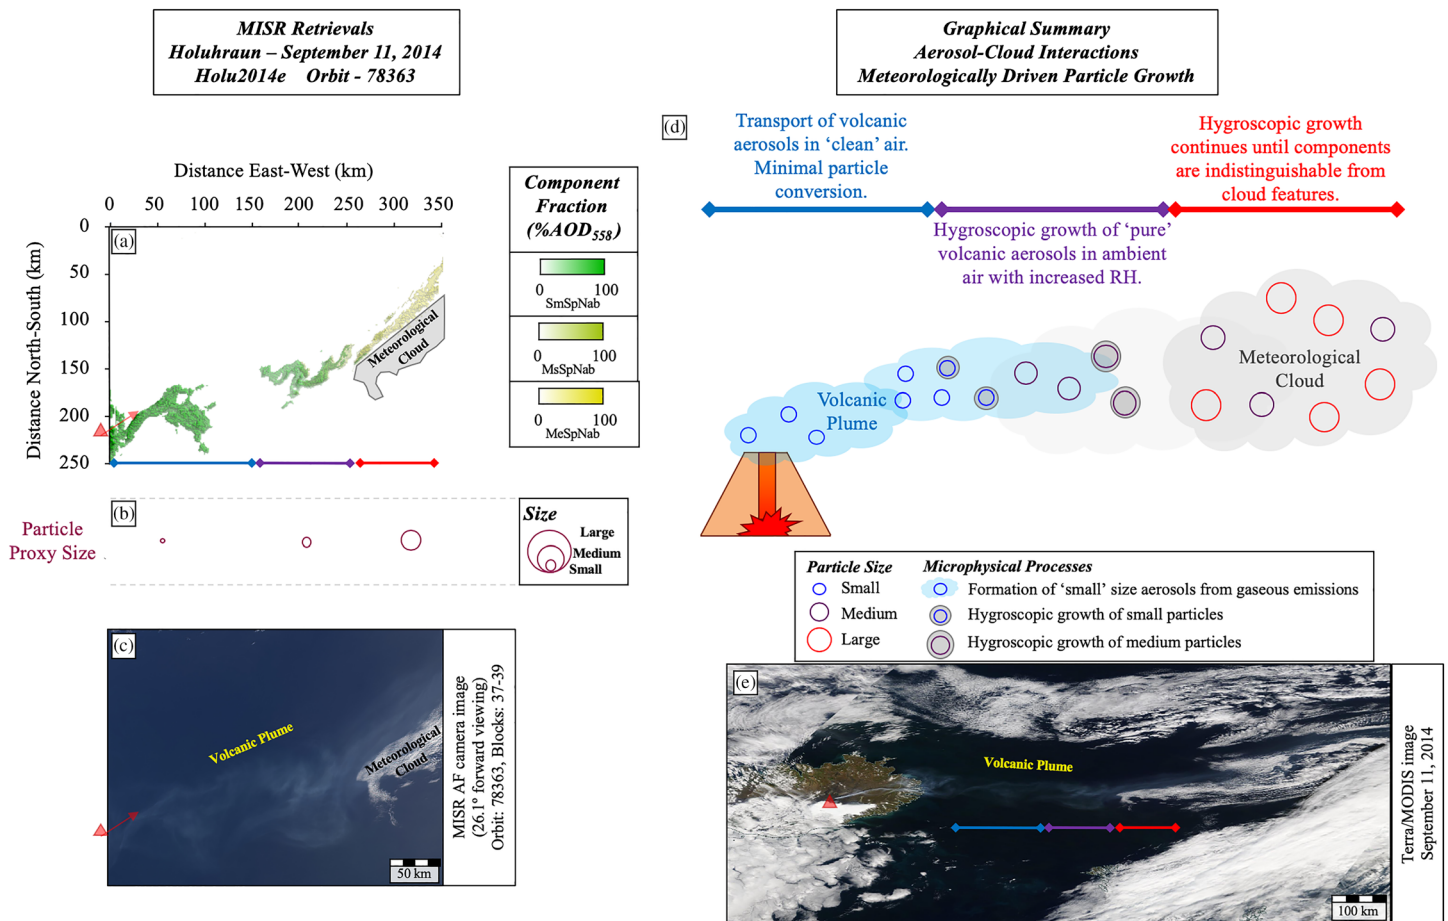 MISR Retrievals
Holuhraun – September 11, 2014
Holu2014e Orbit - 78363
Distance East-West (km)
0 50 100 150 200 250 300 350
Distance North-South (km)
0
50
100
150
200
250
(a)
Meteorological
Cloud
Component
Fraction
(%AOD558)
0 100
SmSpNab
0 100
MsSpNab
0 100
MeSpNab
(b)
Particle
Proxy Size
Size
Large
Medium
Small
(c)
Volcanic Plume
Meteorological
Cloud
50 km
MISR AF camera image
(26.1° forward viewing)
Orbit: 78363, Blocks: 37-39
Graphical Summary
Aerosol-Cloud Interactions
Meteorologically Driven Particle Growth
(d)
Transport of volcanic
aerosols in ‘clean’ air.
Minimal particle
conversion.
Hygroscopic growth of ‘pure’
volcanic aerosols in ambient
air with increased RH.
Hygroscopic growth
continues until components
are indistinguishable from
cloud features.
Volcanic
Plume
Meteorological
Cloud
Particle Size
Small
Medium
Large
Microphysical Processes
Formation of ‘small’ size aerosols from gaseous emissions
Hygroscopic growth of small particles
Hygroscopic growth of medium particles
(e)
Volcanic Plume
100 km
Terra/MODIS image
September 11, 2014